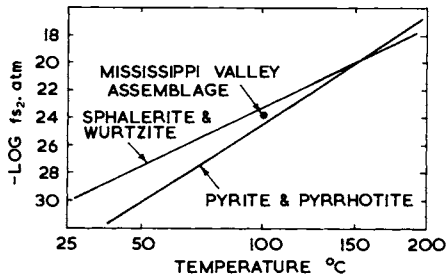 -LOG fs2, atm
18
20
22
24
26
28
30
MISSISSIPPI VALLEY
ASSEMBLAGE
SPHALERITE &
WURTZITE
PYRITE & PYRRHOTITE
25 50 100 150 200
TEMPERATURE °C